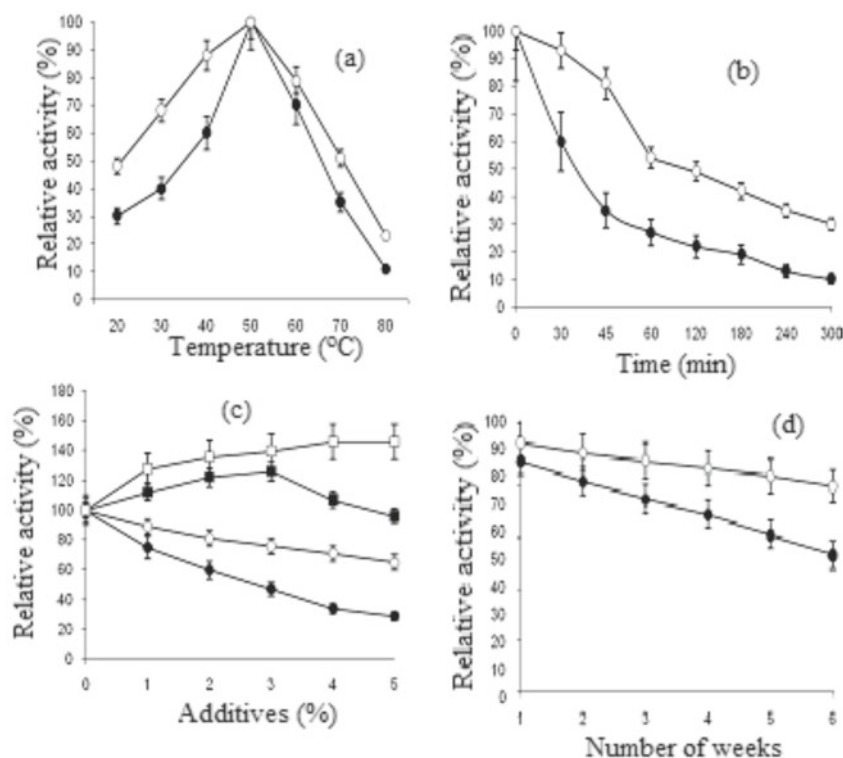 100
90
80
70
60
50
40
30
20
10
0
Relative activity (%)
(a)
20 30 40 50 60 70 80
Temperature (°C)
100
90
80
70
60
50
40
30
20
10
0
Relative activity (%)
(b)
0 30 45 60 120 180 240 300
Time (min)
180
160
140
120
100
80
60
40
20
0
Relative activity (%)
(c)
0 1 2 3 4 5
Additives (%)
100
90
80
70
60
50
40
30
20
10
0
Relative activity (%)
(d)
1 2 3 4 5 6
Number of weeks